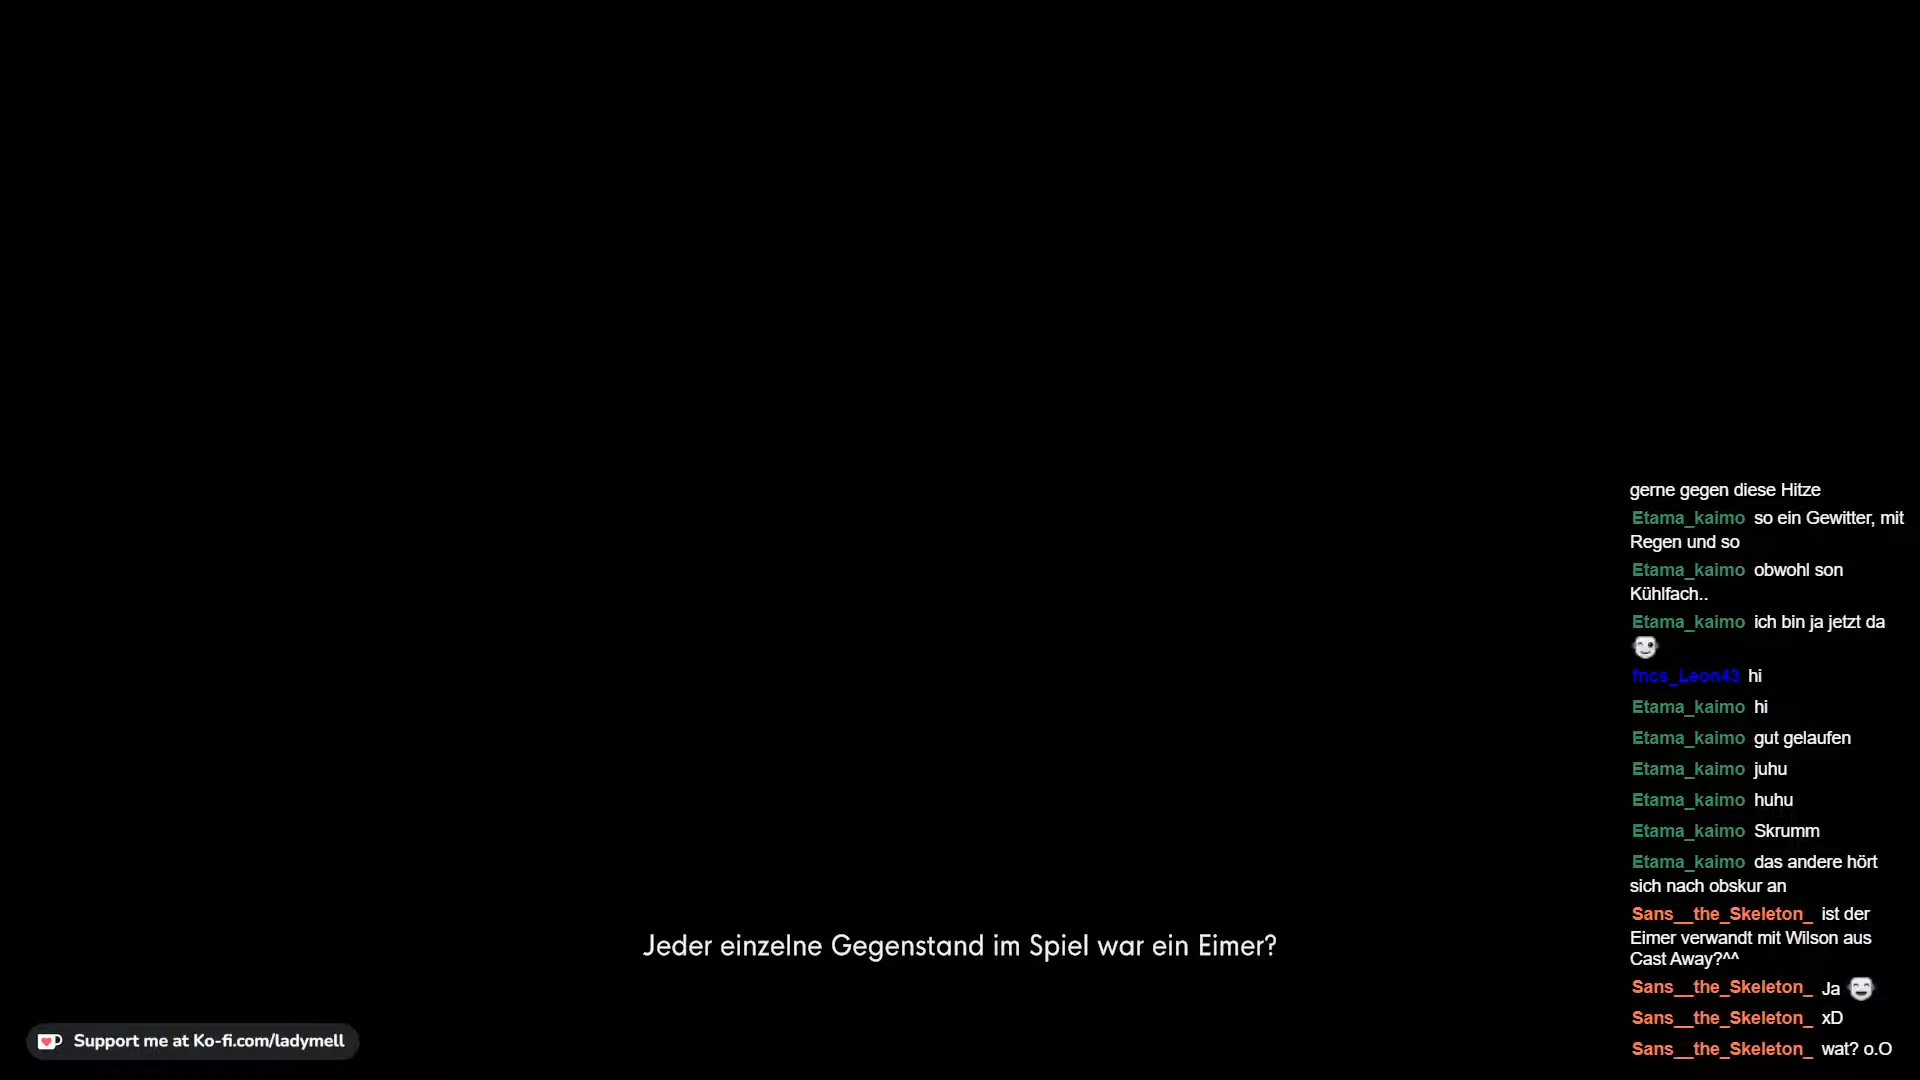 gerne gegen diese Hitze
Etama_kaimo so ein Gewitter, mit
Regen und so
Etama_kaimo obwohl son
Kühlfach..
Etama_kaimo ich bin ja jetzt da
fncs_Leon43 hi
Etama_kaimo hi
Etama_kaimo gut gelaufen
Etama_kaimo juhu
Etama_kaimo huhu
Etama_kaimo Skrumm
Etama_kaimo das andere hört
sich nach obskur an
Sans__the_Skeleton_ ist der
Eimer verwandt mit Wilson aus
Cast Away?^^
Sans__the_Skeleton_ Ja
Sans__the_Skeleton_ xD
Sans__the_Skeleton_ wat? o.O
Jeder einzelne Gegenstand im Spiel war ein Eimer?
Support me at Ko-fi.com/ladymell